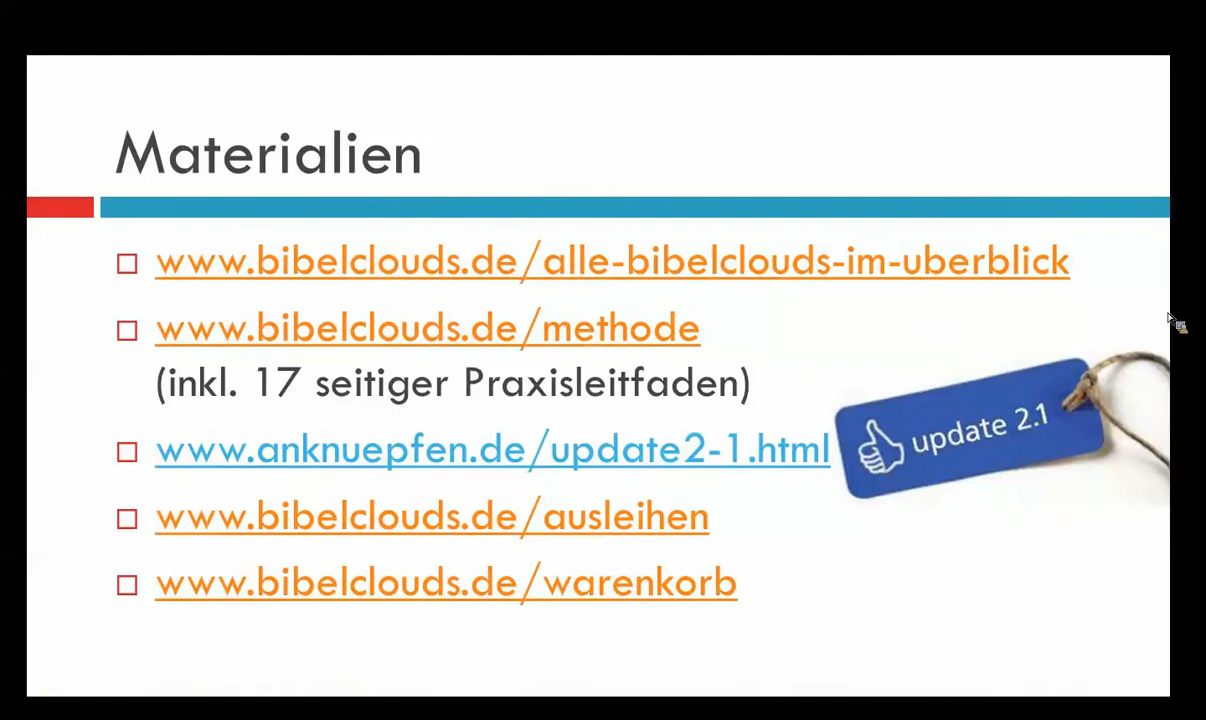 Materialien
www.bibelclouds.de/alle-bibelclouds-im-uberblick
www.bibelclouds.de/methode
(inkl. 17 seitiger Praxisleitfaden)
www.anknuepfen.de/update2-1.html
update 2.1
www.bibelclouds.de/ausleihen
www.bibelclouds.de/warenkorb